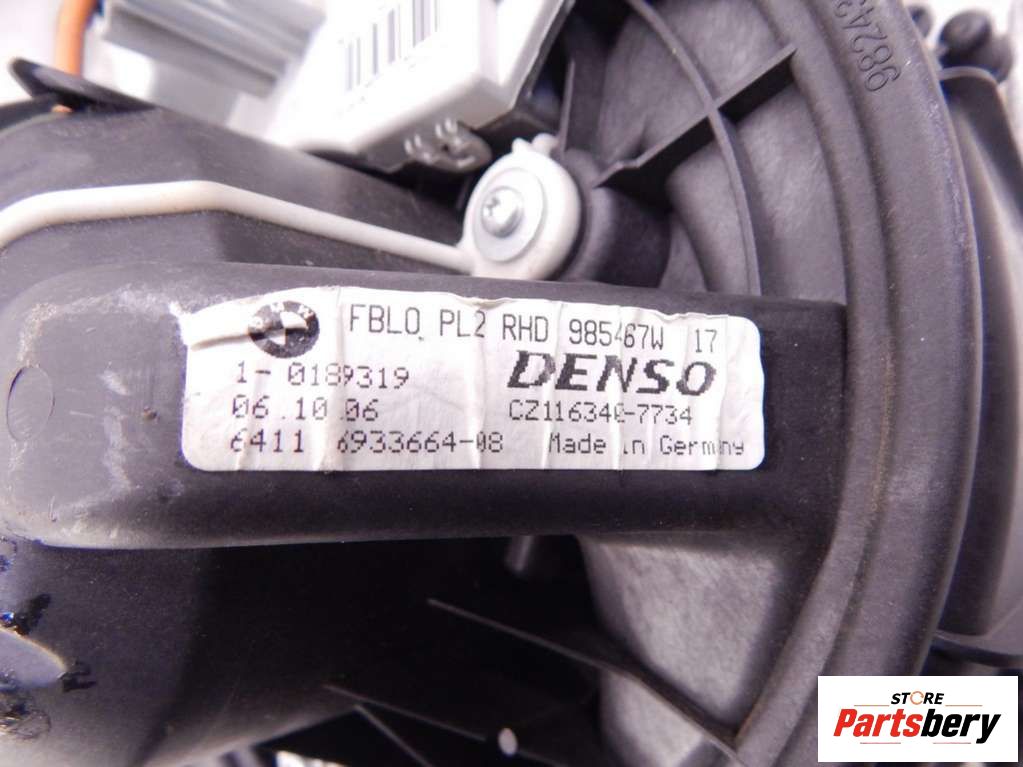 FBLO PL2 RHD 985487W 17
1- 0189319
DENSO
06.10.06
CZ116340-7734
6411 6933664-08
Made in Germany
STORE
Partsbery